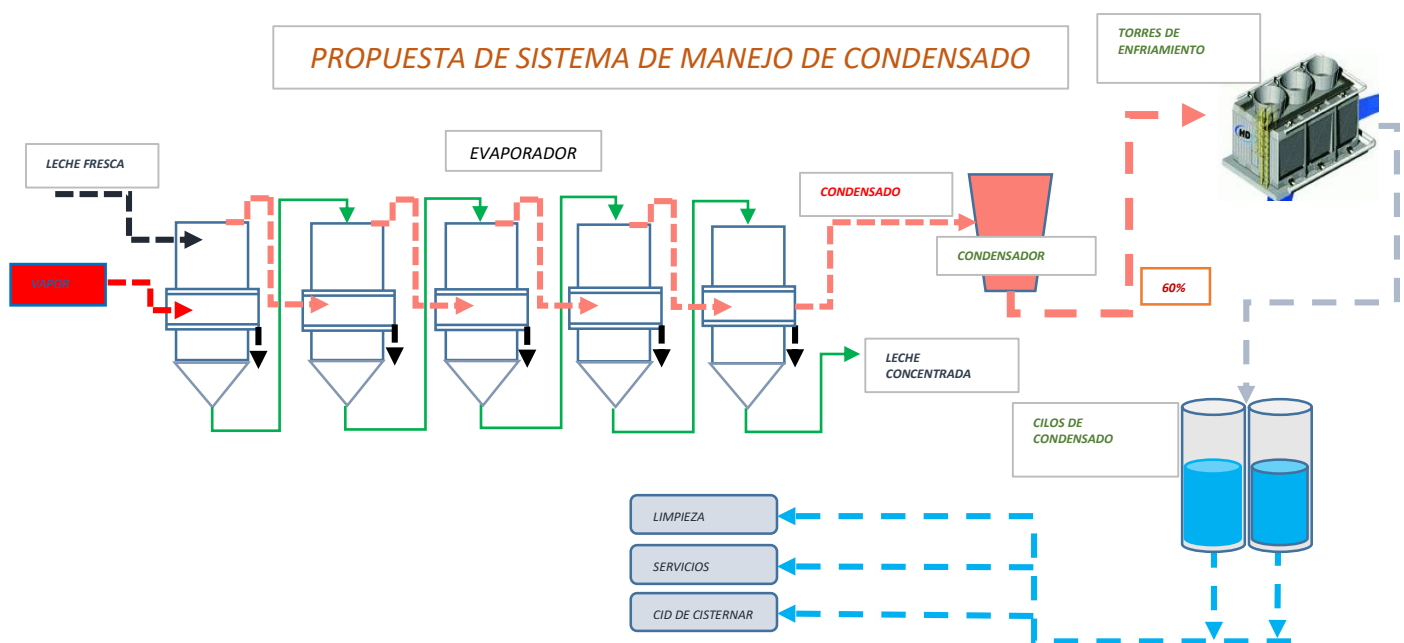 PROPUESTA DE SISTEMA DE MANEJO DE CONDENSADO
TORRES DE
ENFRIAMIENTO
HD
LECHE FRESCA
EVAPORADOR
VAPOR
CONDENSADO
CONDENSADOR
60%
LECHE
CONCENTRADA
CILOS DE
CONDENSADO
LIMPIEZA
SERVICIOS
CID DE CISTERNAR